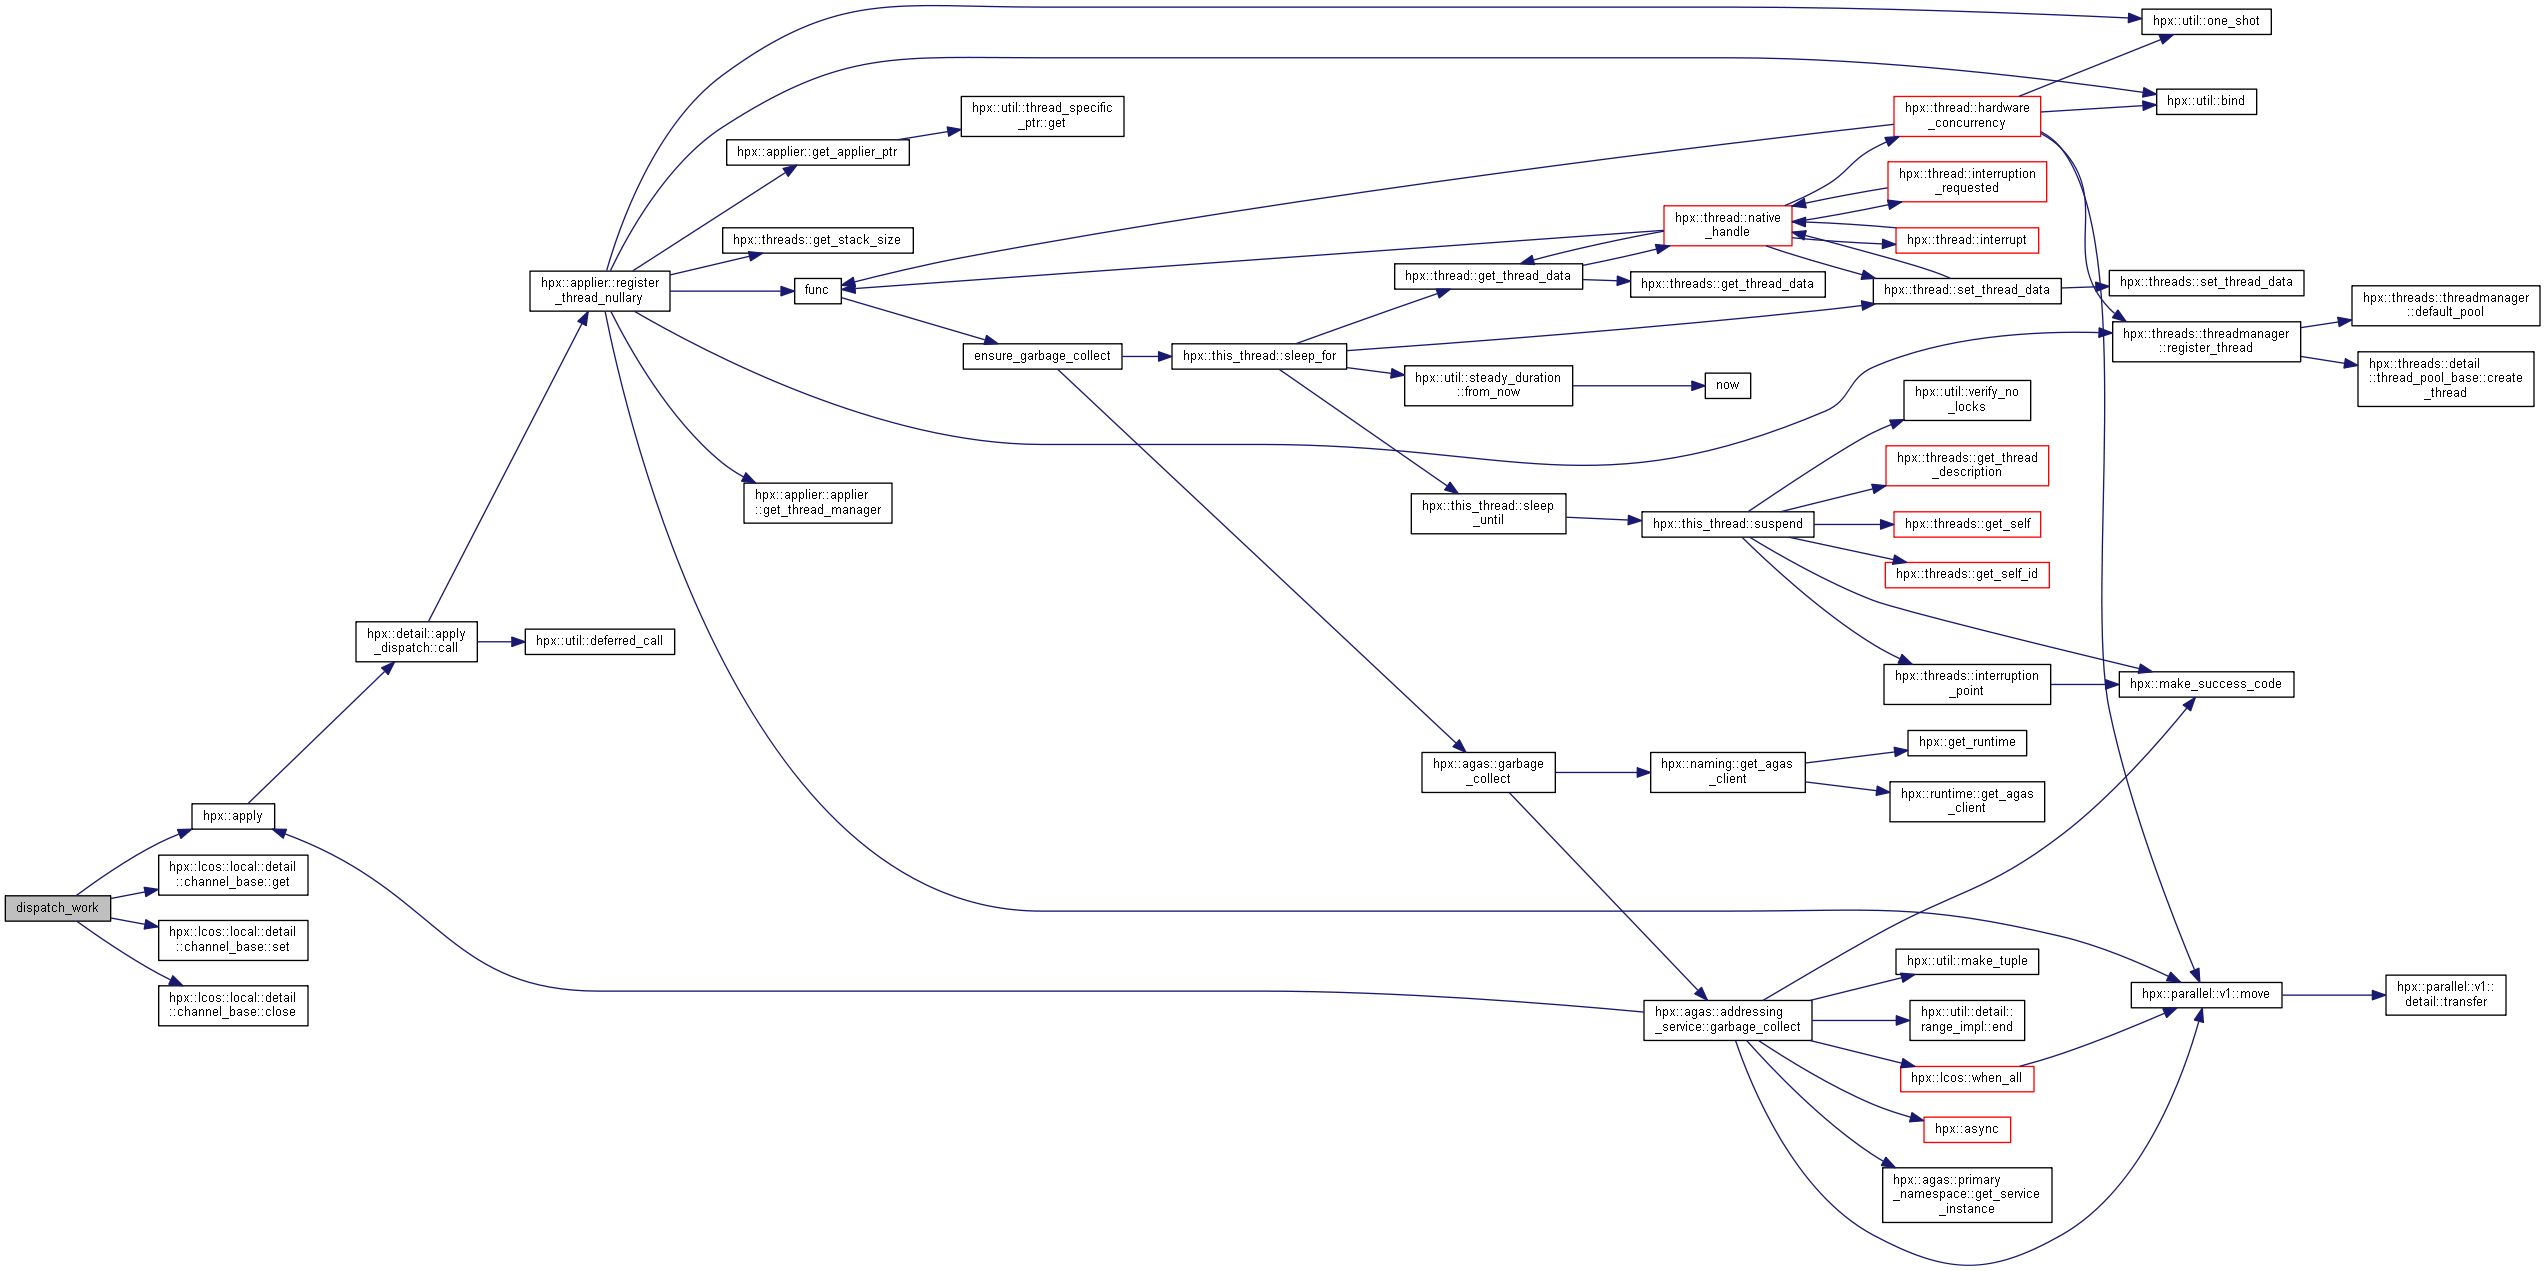 dispatch_work
hpx::apply
hpx::lcos::local::detail
::channel_base::get
hpx::lcos::local::detail
::channel_base::set
hpx::lcos::local::detail
::channel_base::close
hpx::detail::apply
_dispatch::call
hpx::util::deferred_call
hpx::applier::register
_thread_nullary
hpx::applier::get_applier_ptr
hpx::util::thread_specific
_ptr::get
hpx::threads::get_stack_size
func
hpx::applier::applier
::get_thread_manager
ensure_garbage_collect
hpx::this_thread::sleep_for
hpx::thread::get_thread_data
hpx::util::steady_duration
::from_now
hpx::this_thread::sleep
_until
hpx::agas::garbage
_collect
hpx::thread::native
_handle
hpx::threads::get_thread_data
now
hpx::this_thread::suspend
hpx::naming::get_agas
_client
hpx::agas::addressing
_service::garbage_collect
hpx::thread::hardware
_concurrency
hpx::thread::interruption
_requested
hpx::thread::interrupt
hpx::thread::set_thread_data
hpx::util::verify_no
_locks
hpx::threads::get_thread
_description
hpx::threads::get_self
hpx::threads::get_self_id
hpx::threads::interruption
_point
hpx::get_runtime
hpx::runtime::get_agas
_client
hpx::util::make_tuple
hpx::util::detail::
range_impl::end
hpx::lcos::when_all
hpx::async
hpx::agas::primary
_namespace::get_service
_instance
hpx::util::one_shot
hpx::util::bind
hpx::threads::set_thread_data
hpx::threads::threadmanager
::register_thread
hpx::make_success_code
hpx::parallel::v1::move
hpx::threads::threadmanager
::default_pool
hpx::threads::detail
::thread_pool_base::create
_thread
hpx::parallel::v1::
detail::transfer